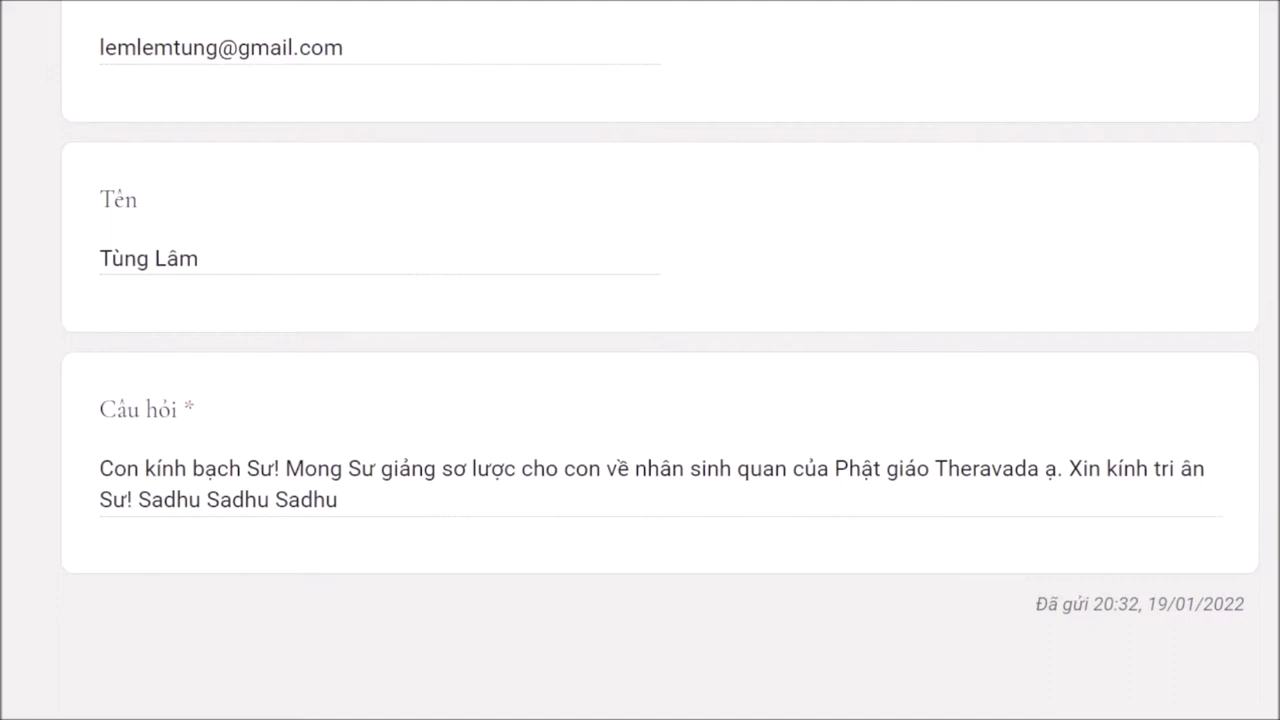 lemlemtung@gmail.com
Tên
Tùng Lâm
Câu hỏi *
Con kính bạch Sư! Mong Sư giảng sơ lược cho con về nhân sinh quan của Phật giáo Theravada ạ. Xin kính tri ân
Sư! Sadhu Sadhu Sadhu
Đã gửi 20:32, 19/01/2022